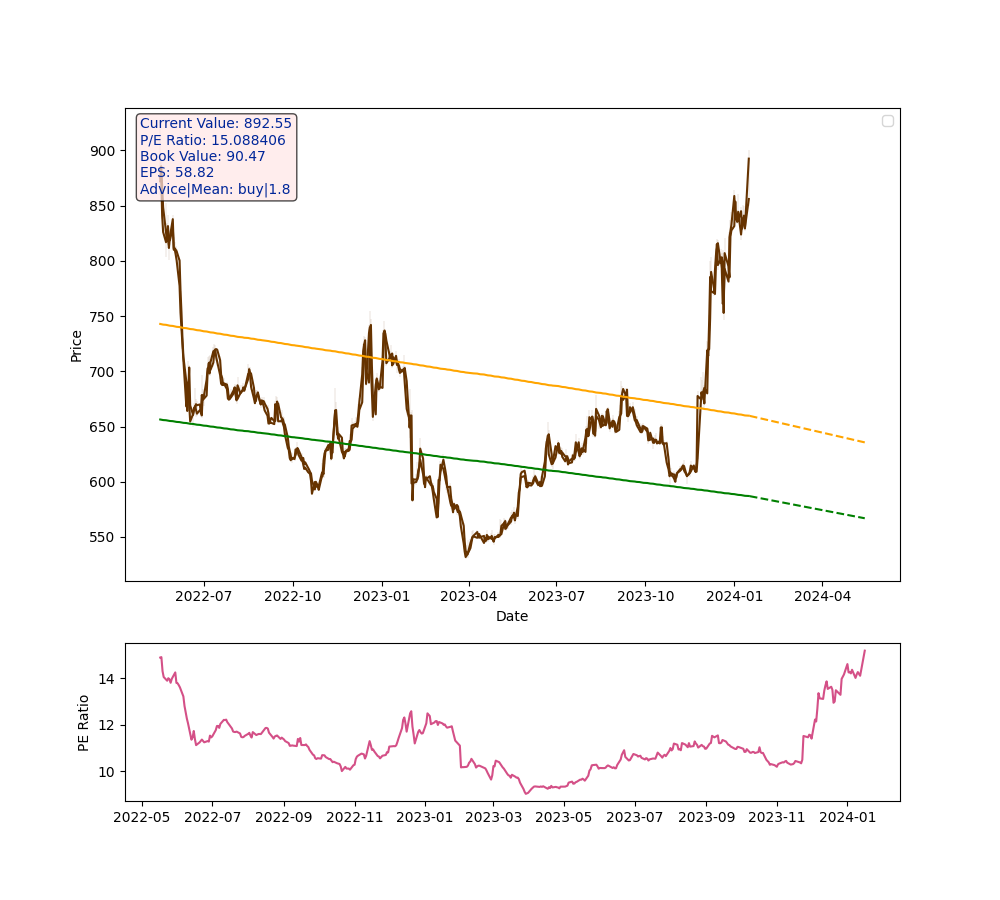 Current Value: 892.55
P/E Ratio: 15.088406
Book Value: 90.47
EPS: 58.82
Advice|Mean: buy|1.8
900
850
800
750
700
650
600
550
Price
2022-07 2022-10 2023-01 2023-04 2023-07 2023-10 2024-01 2024-04
Date
14
12
10
PE Ratio
2022-05 2022-07 2022-09 2022-11 2023-01 2023-03 2023-05 2023-07 2023-09 2023-11 2024-01